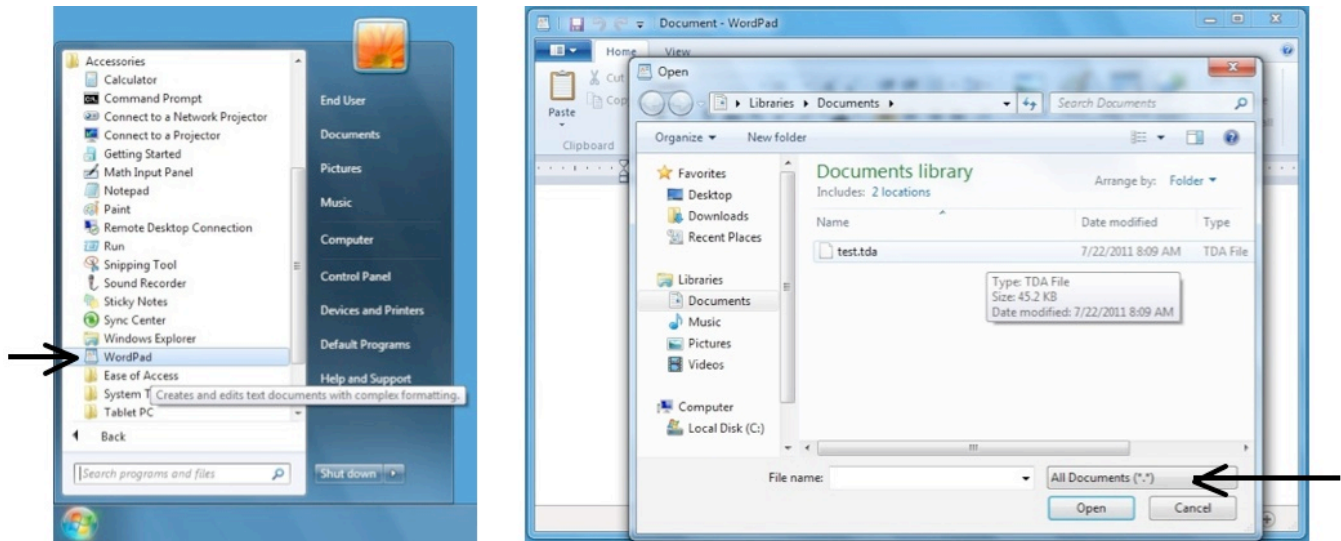 Accessories
Calculator
Command Prompt
Connect to a Network Projector
Connect to a Projector
Getting Started
Math Input Panel
Notepad
Paint
Remote Desktop Connection
Run
Snipping Tool
Sound Recorder
Sticky Notes
Sync Center
Windows Explorer
WordPad
Ease of Access
System T
Creates and edits text documents with complex formatting.
Tablet PC
Back
Search programs and files
End User
Documents
Pictures
Music
Computer
Control Panel
Devices and Printers
Default Programs
Help and Support
Shut down
Document - WordPad
Home View
Cut
Cop
Paste
Clipboard
Open
Libraries Documents
Search Documents
Organize New folder
Favorites
Desktop
Downloads
Recent Places
Libraries
Documents
Music
Pictures
Videos
Computer
Local Disk (C:)
Documents library
Includes: 2 locations
Arrange by: Folder
Name Date modified Type
test.tda 7/22/2011 8:09 AM TDA File
Type: TDA File
Size: 45.2 KB
Date modified: 7/22/2011 8:09 AM
File name: All Documents (*.*)
Open Cancel